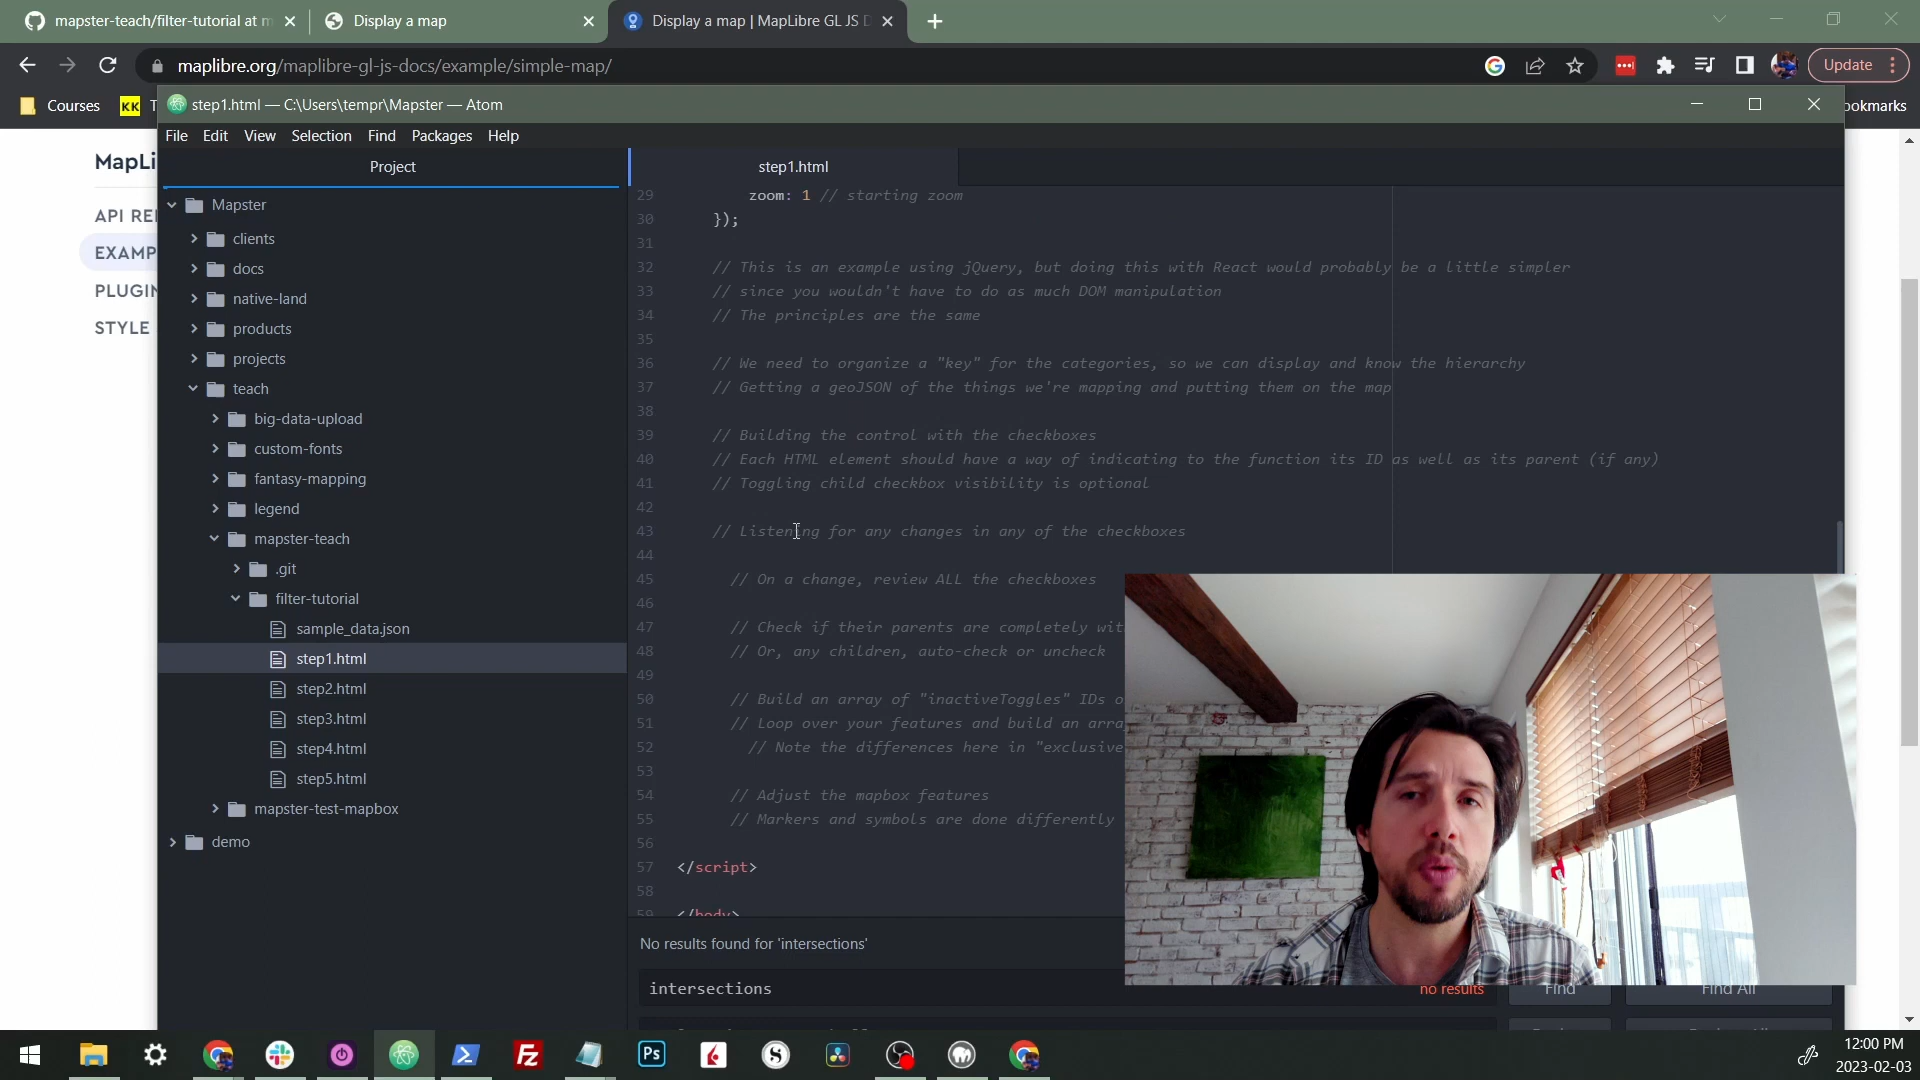 mapster-teach/filter-tutorial at m
Display a map
Display a map | MapLibre GL JS D
maplibre.org/maplibre-gl-js-docs/example/simple-map/
Update
Courses
KK
ookmarks
step1.html — C:\Users\tempr\Mapster — Atom
File Edit View Selection Find Packages Help
MapLi
API REI
EXAMP
PLUGIN
STYLE
Project
Mapster
clients
docs
native-land
products
projects
teach
big-data-upload
custom-fonts
fantasy-mapping
legend
mapster-teach
.git
filter-tutorial
sample_data.json
step1.html
step2.html
step3.html
step4.html
step5.html
mapster-test-mapbox
demo
step1.html
29 zoom: 1 // starting zoom
30 });
31
32 // This is an example using jQuery, but doing this with React would probably be a little simpler
33 // since you wouldn't have to do as much DOM manipulation
34 // The principles are the same
35
36 // We need to organize a "key" for the categories, so we can display and know the hierarchy
37 // Getting a geoJSON of the things we're mapping and putting them on the map
38
39 // Building the control with the checkboxes
40 // Each HTML element should have a way of indicating to the function its ID as well as its parent (if any)
41 // Toggling child checkbox visibility is optional
42
43 // Listening for any changes in any of the checkboxes
44
45 // On a change, review ALL the checkboxes
46
47 // Check if their parents are completely wit
48 // Or, any children, auto-check or uncheck
49
50 // Build an array of "inactiveToggles" IDs o
51 // Loop over your features and build an arra
52 // Note the differences here in "exclusive
53
54 // Adjust the mapbox features
55 // Markers and symbols are done differently
56
57 </script>
58
59 </body>
No results found for 'intersections'
intersections
no results
Find
Find All
Ps
12:00 PM
2023-02-03